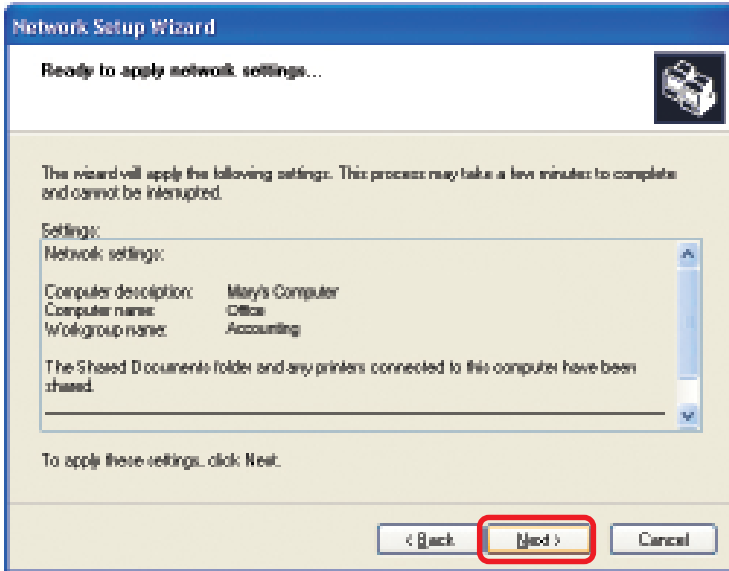 Network Setup Wizard
Ready to apply network settings...
The wizard will apply the following settings. This process may take a few minutes to complete
and cannot be interrupted.
Settings:
Network settings:
Computer description: Mary's Computer
Computer name: Office
Workgroup name: Accounting
The Shared Documents folder and any printers connected to this computer have been
shared.
To apply these settings, click Next.
< Back Next > Cancel